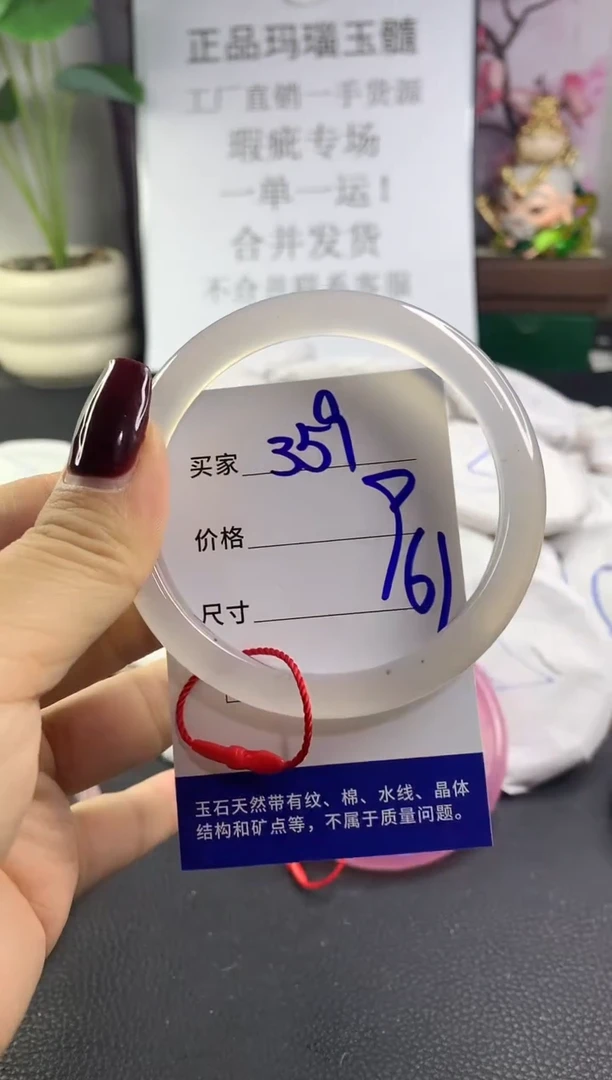 正品玛瑙玉髓
工厂直销一手货源
瑕疵专场
一单一运！
合并发货
买家 359
价格
尺寸 61
玉石天然带有纹、棉、水线、晶体
结构和矿点等，不属于质量问题。